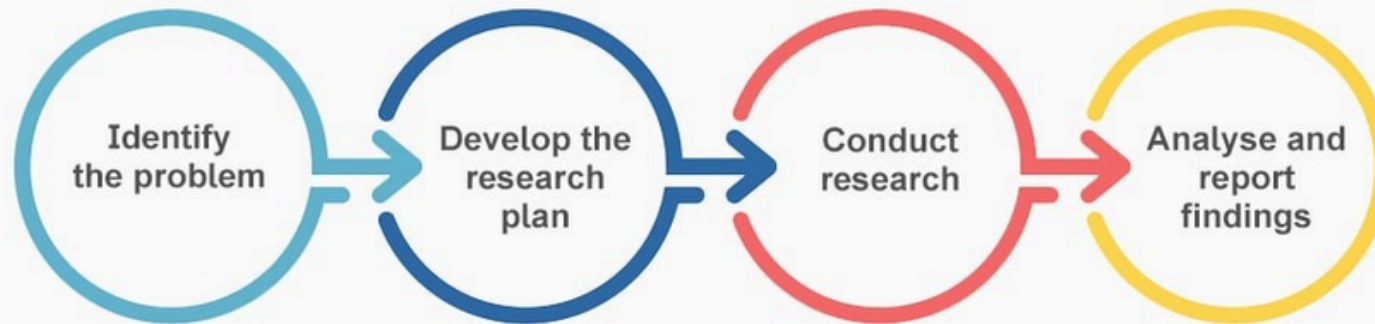 Identify
the problem
Develop the
research
plan
Conduct
research
Analyse and
report
findings